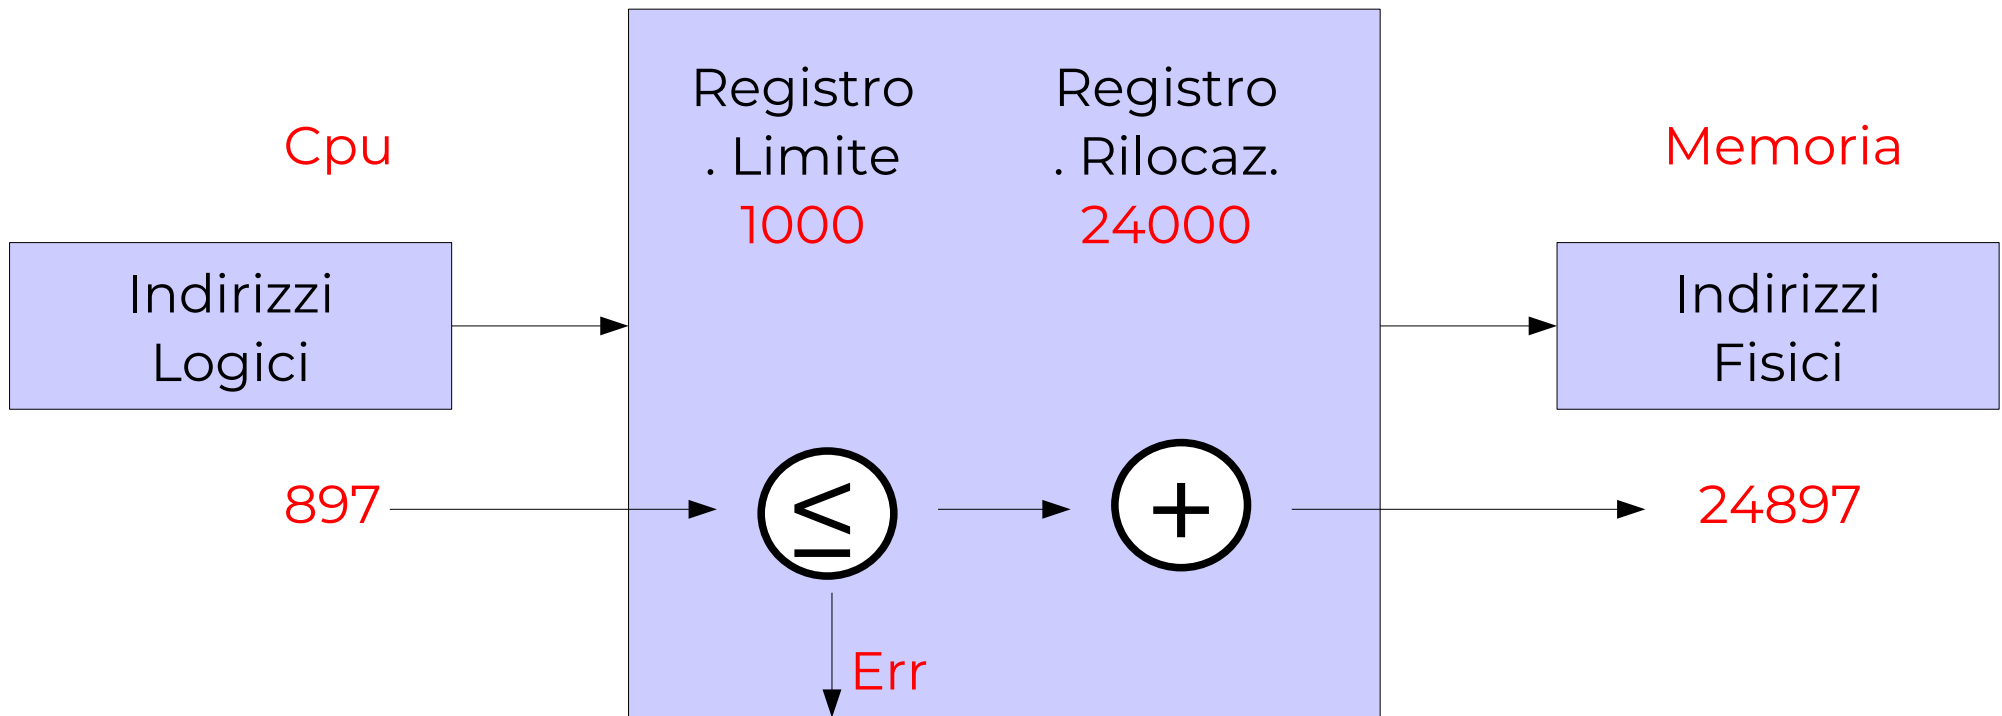 Cpu
Indirizzi
Logici
897
Registro
. Limite
1000
Registro
. Rilocaz.
24000
≤
+
Err
Memoria
Indirizzi
Fisici
24897